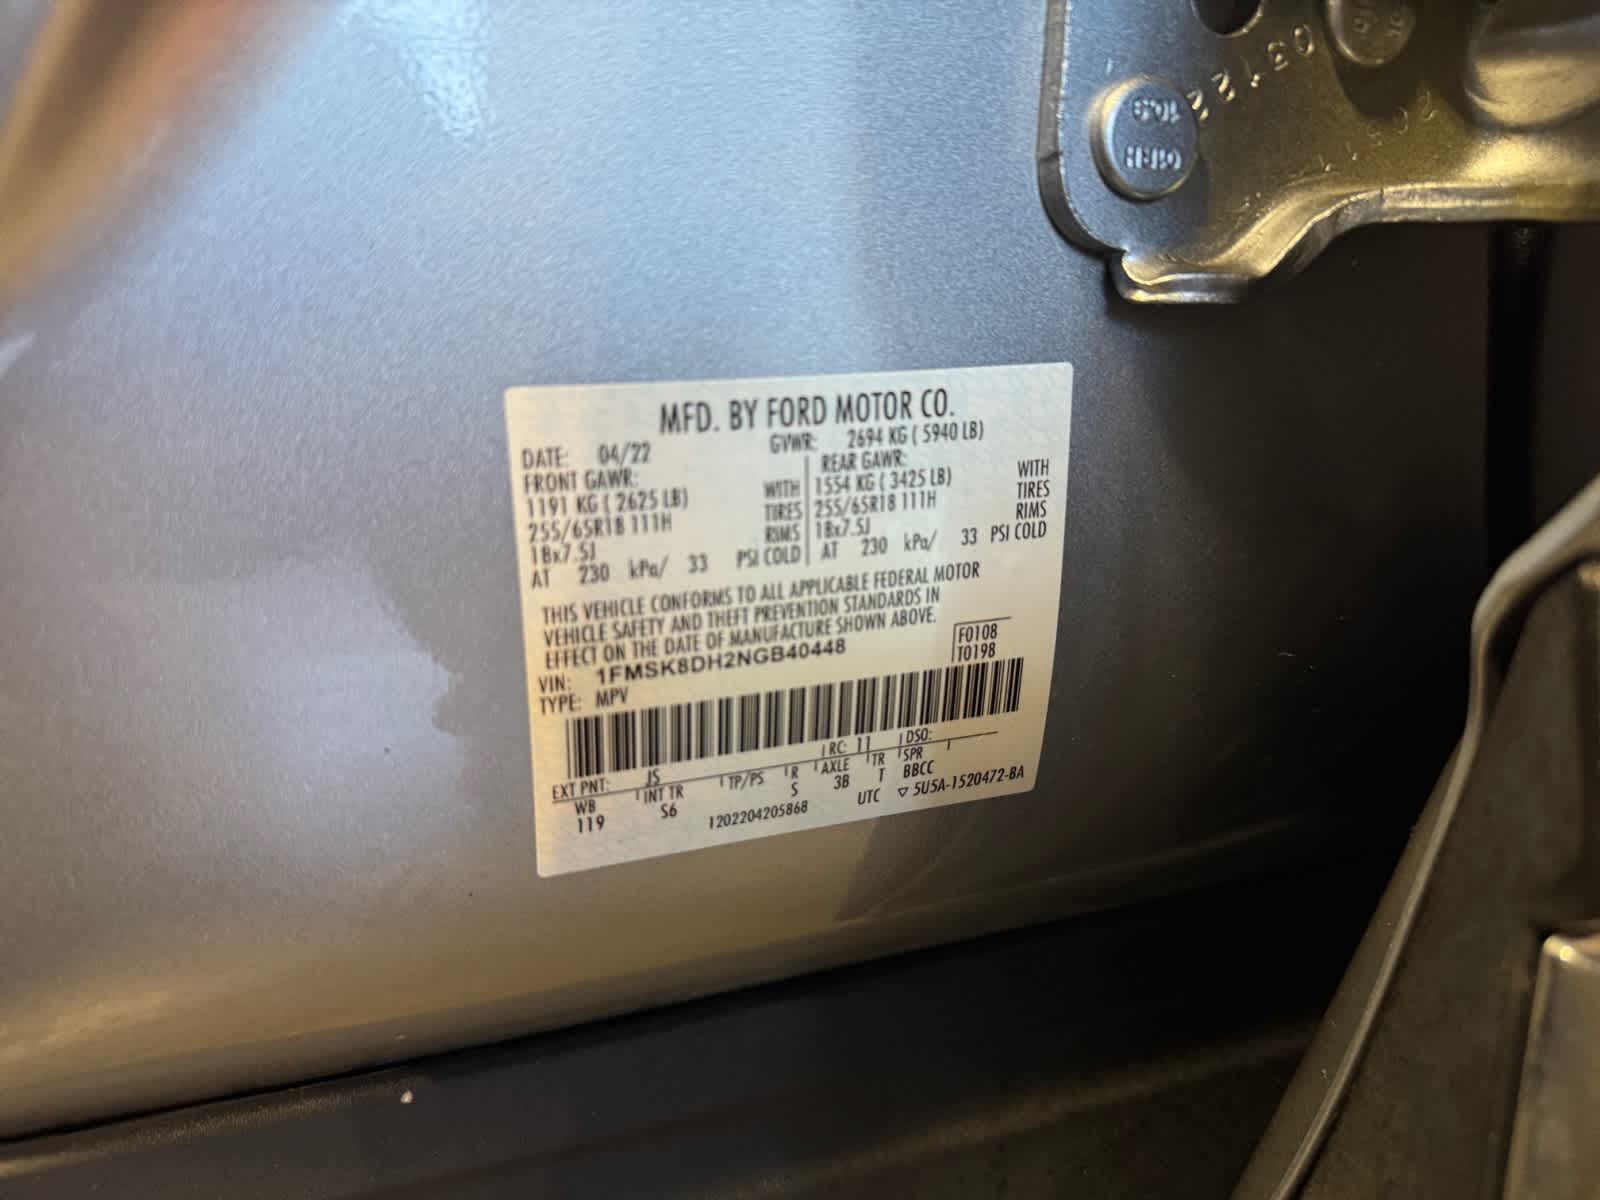 MFD. BY FORD MOTOR CO.
DATE: 04/22 GVWR: 2694 KG ( 5940 LB)
FRONT GAWR: REAR GAWR:
1191 KG ( 2625 LB) WITH 1554 KG ( 3425 LB) WITH
255/65R18 111H TIRES 255/65R18 111H TIRES
18x7.5J RIMS 18x7.5J RIMS
AT 230 kPa/ 33 PSI COLD AT 230 kPa/ 33 PSI COLD
THIS VEHICLE CONFORMS TO ALL APPLICABLE FEDERAL MOTOR
VEHICLE SAFETY AND THEFT PREVENTION STANDARDS IN
EFFECT ON THE DATE OF MANUFACTURE SHOWN ABOVE.
F0108
VIN: 1FMSK8DH2NGB40448 T0198
TYPE: MPV
EXT PNT: JS RC: 11 DSO:
WB INT TR TP/PS R AXLE TR SPR
119 S6 S 3B T BBCC
1202204205868 UTC ▽ 5U5A-1520472-BA
10.9